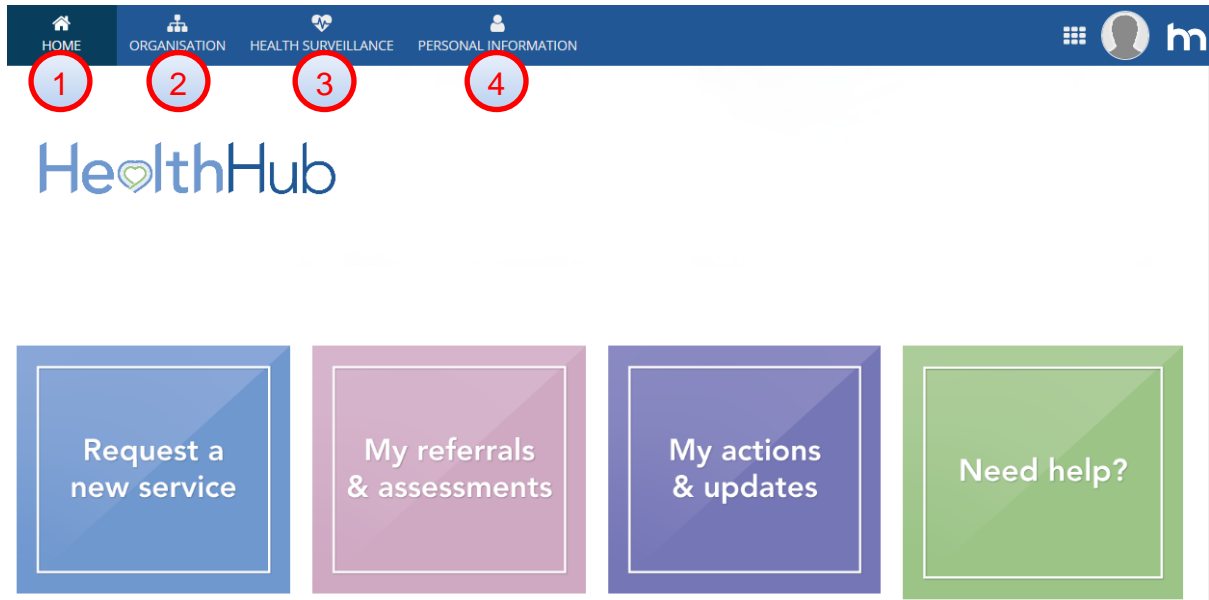 HOME ORGANISATION HEALTH SURVEILLANCE PERSONAL INFORMATION
hm
1 2 3 4
HealthHub
Request a
new service
My referrals
& assessments
My actions
& updates
Need help?